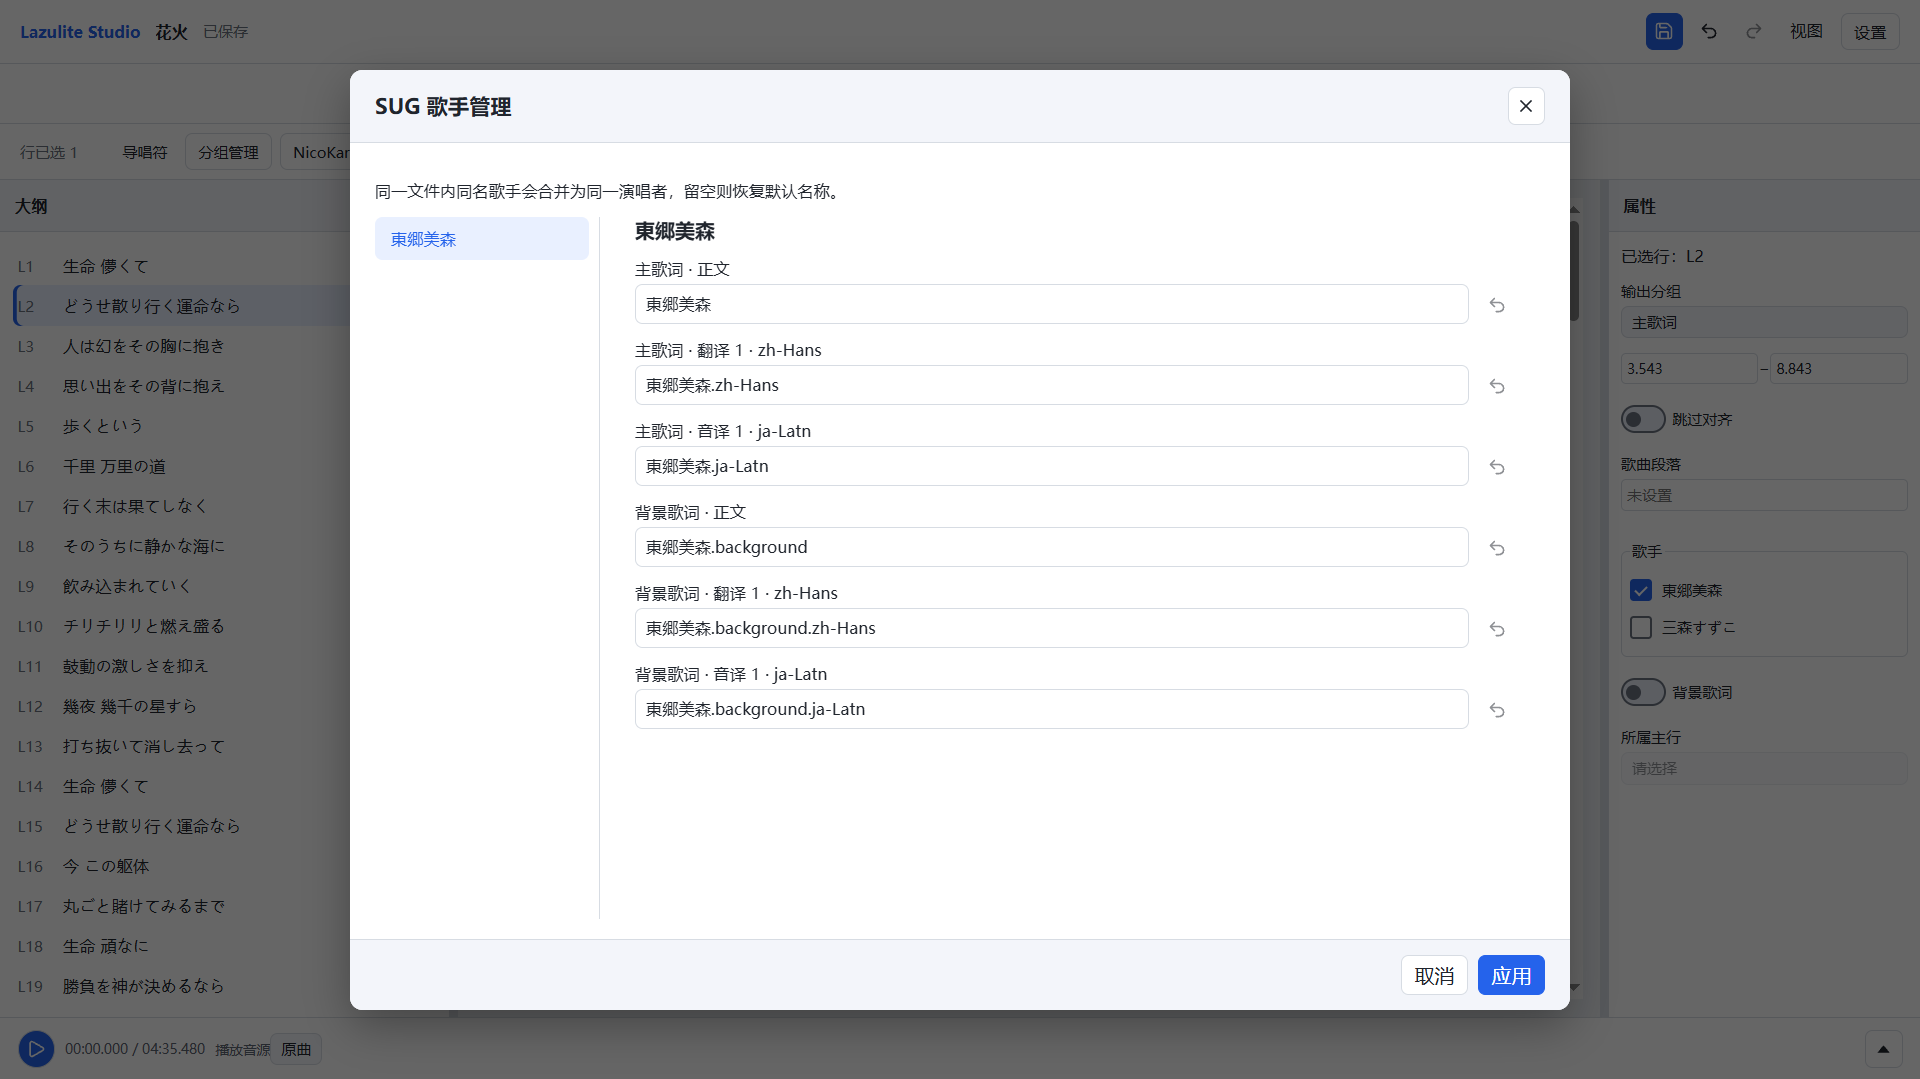 Lazulite Studio 花火 已保存
视图 设置
行已选 1 导唱符 分组管理 NicoKar
大纲
L1 生命 儚くて
L2 どうせ散り行く運命なら
L3 人は幻をその胸に抱き
L4 思い出をその背に抱え
L5 歩くという
L6 千里 万里の道
L7 行く末は果てしなく
L8 そのうちに静かな海に
L9 飲み込まれていく
L10 チリチリリと燃え盛る
L11 鼓動の激しさを抑え
L12 幾夜 幾千の星すら
L13 打ち抜いて消し去って
L14 生命 儚くて
L15 どうせ散り行く運命なら
L16 今 この躯体
L17 丸ごと賭けてみるまで
L18 生命 頑なに
L19 勝負を神が決めるなら
SUG 歌手管理
同一文件内同名歌手会合并为同一演唱者，留空则恢复默认名称。
東郷美森
東郷美森
主歌词 · 正文
東郷美森
主歌词 · 翻译 1 · zh-Hans
東郷美森.zh-Hans
主歌词 · 音译 1 · ja-Latn
東郷美森.ja-Latn
背景歌词 · 正文
東郷美森.background
背景歌词 · 翻译 1 · zh-Hans
東郷美森.background.zh-Hans
背景歌词 · 音译 1 · ja-Latn
東郷美森.background.ja-Latn
取消 应用
属性
已选行：L2
输出分组
主歌词
3.543 – 8.843
跳过对齐
歌曲段落
未设置
歌手
東郷美森
三森すずこ
背景歌词
所属主行
请选择
00:00.000 / 04:35.480 播放音源 原曲